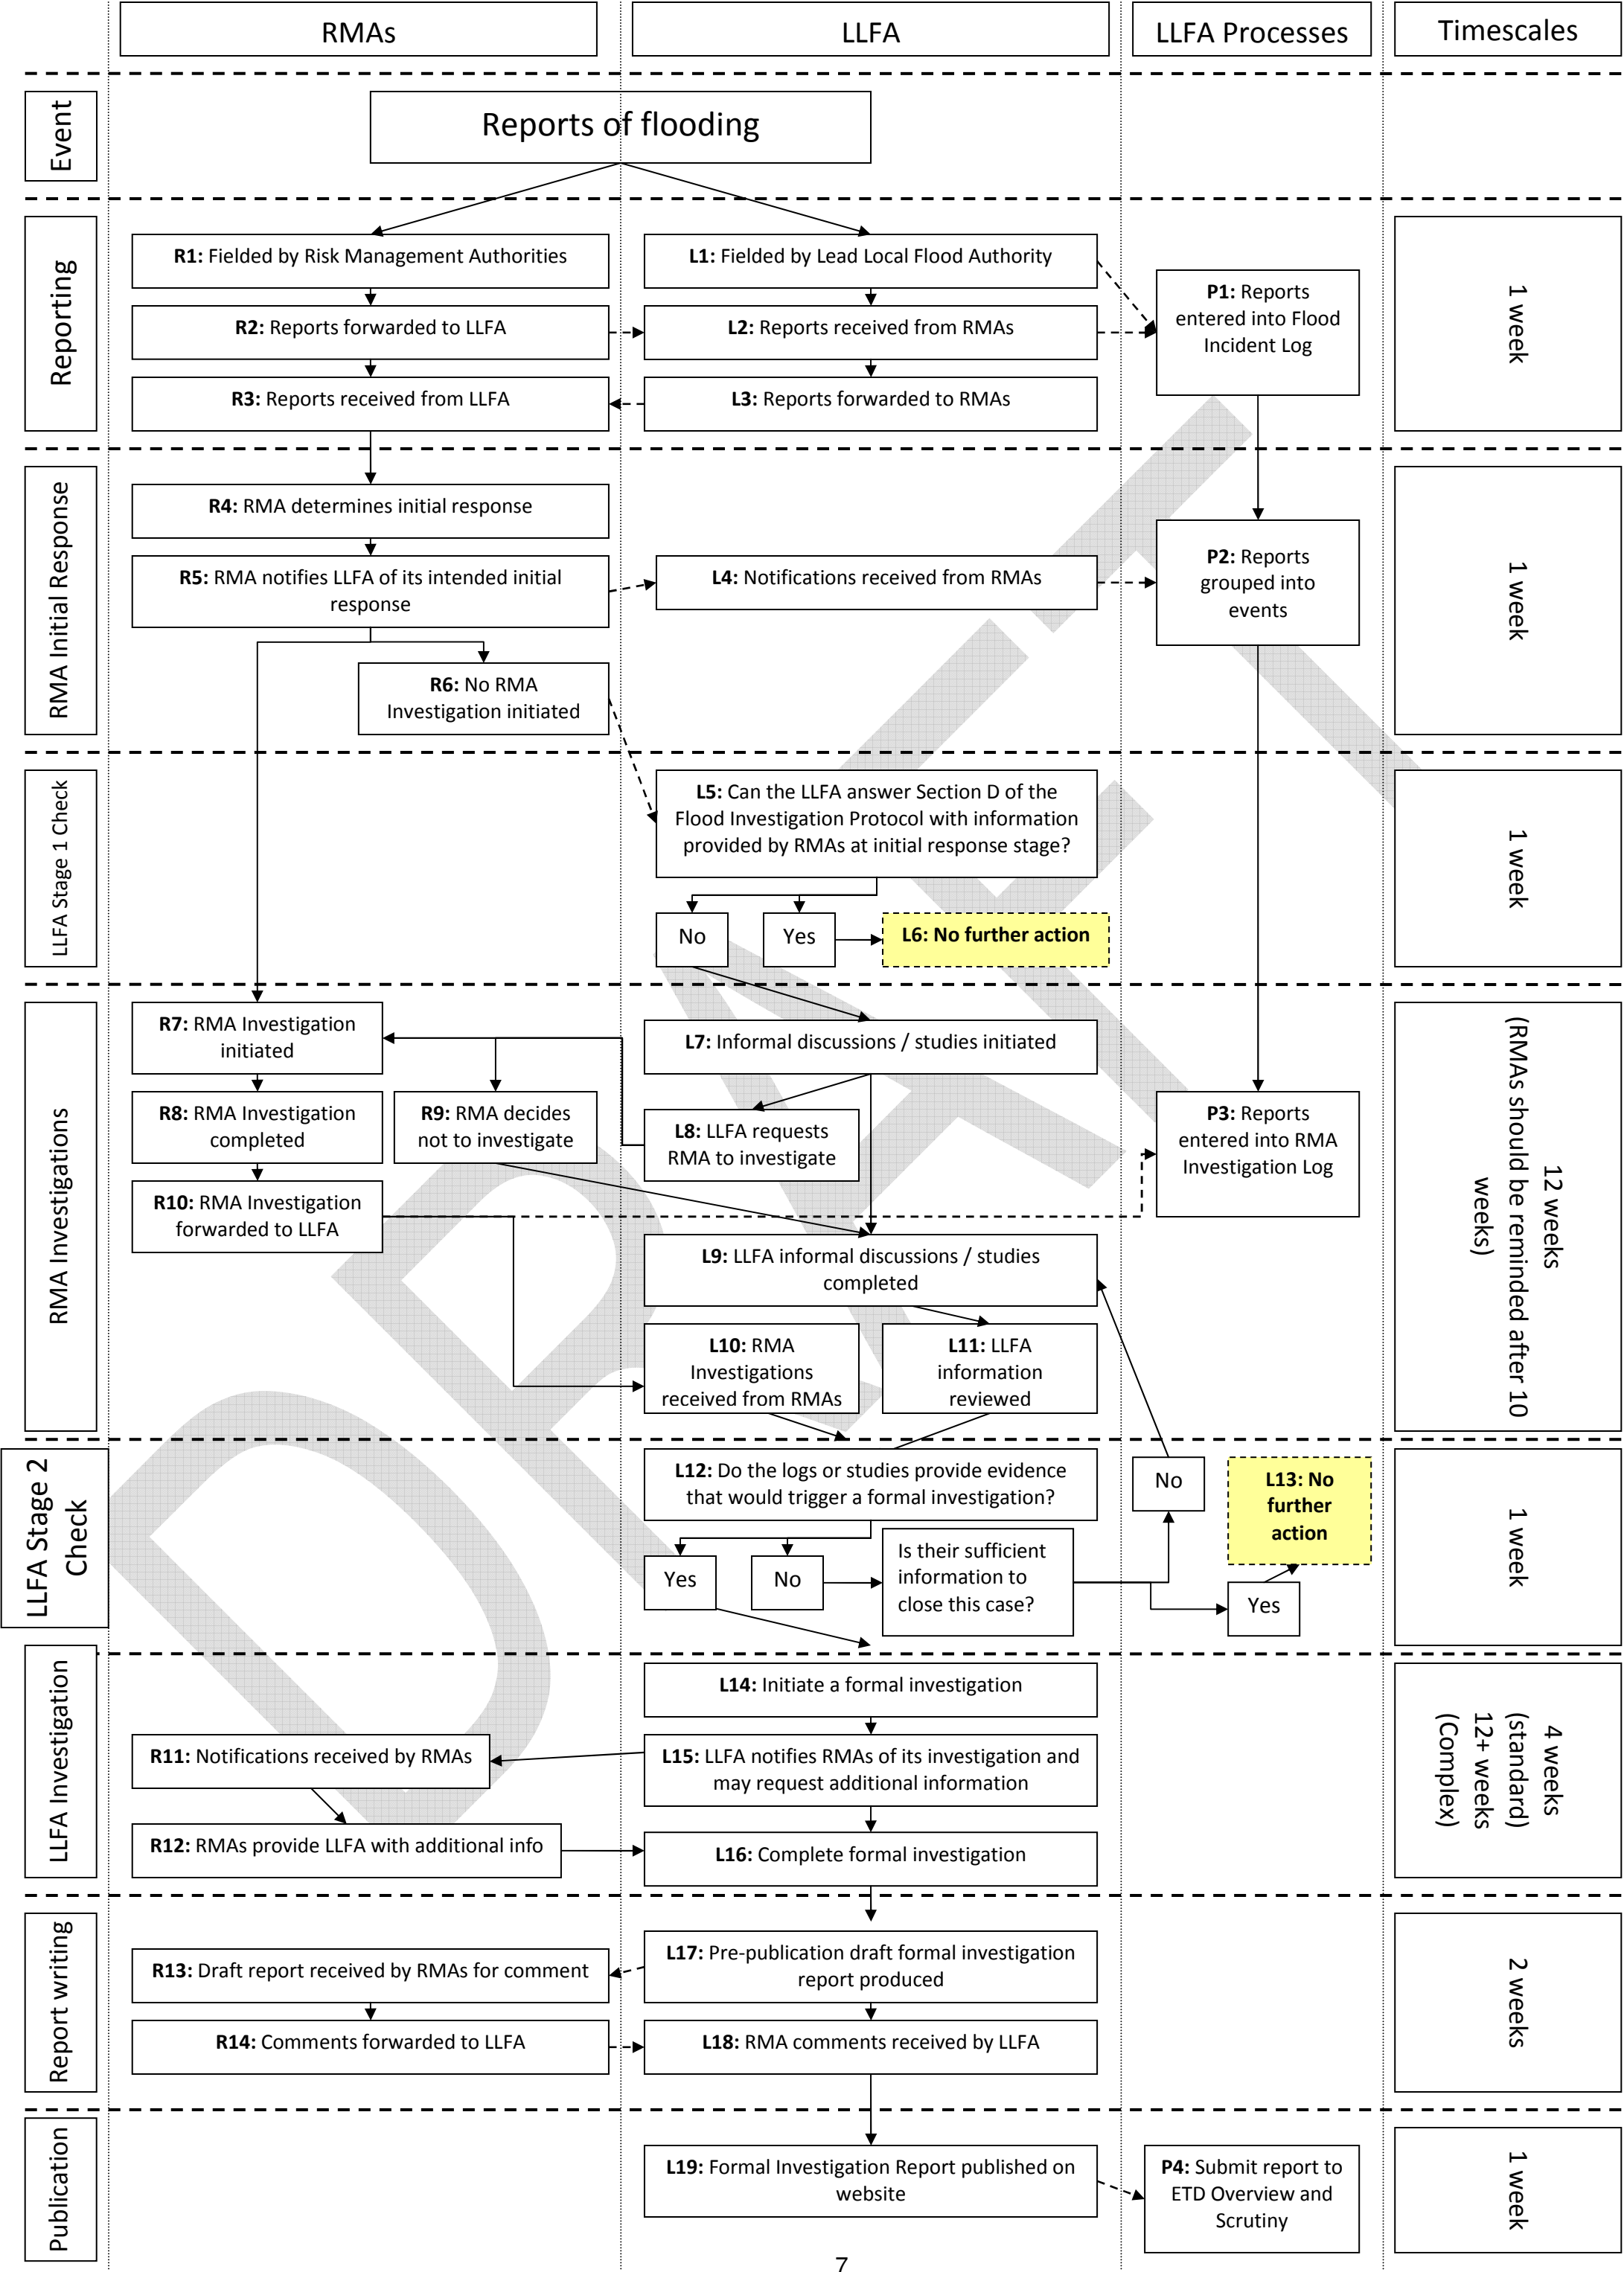 RMAs
LLFA
LLFA Processes
Timescales
Event
Reports of flooding
Reporting
R1: Fielded by Risk Management Authorities
L1: Fielded by Lead Local Flood Authority
P1: Reports
entered into Flood
Incident Log
1 week
R2: Reports forwarded to LLFA
L2: Reports received from RMAs
R3: Reports received from LLFA
L3: Reports forwarded to RMAs
RMA Initial Response
R4: RMA determines initial response
R5: RMA notifies LLFA of its intended initial
response
L4: Notifications received from RMAs
P2: Reports
grouped into
events
1 week
R6: No RMA
Investigation initiated
LLFA Stage 1 Check
L5: Can the LLFA answer Section D of the
Flood Investigation Protocol with information
provided by RMAs at initial response stage?
1 week
No
Yes
L6: No further action
RMA Investigations
R7: RMA Investigation
initiated
L7: Informal discussions / studies initiated
12 weeks
(RMAs should be reminded after 10
weeks)
R8: RMA Investigation
completed
R9: RMA decides
not to investigate
L8: LLFA requests
RMA to investigate
P3: Reports
entered into RMA
Investigation Log
R10: RMA Investigation
forwarded to LLFA
L9: LLFA informal discussions / studies
completed
L10: RMA
Investigations
received from RMAs
L11: LLFA
information
reviewed
LLFA Stage 2
Check
L12: Do the logs or studies provide evidence
that would trigger a formal investigation?
No
L13: No
further
action
1 week
Yes
No
Is their sufficient
information to
close this case?
Yes
LLFA Investigation
L14: Initiate a formal investigation
4 weeks
(standard)
12+ weeks
(Complex)
R11: Notifications received by RMAs
L15: LLFA notifies RMAs of its investigation and
may request additional information
R12: RMAs provide LLFA with additional info
L16: Complete formal investigation
Report writing
L17: Pre-publication draft formal investigation
report produced
R13: Draft report received by RMAs for comment
2 weeks
R14: Comments forwarded to LLFA
L18: RMA comments received by LLFA
Publication
L19: Formal Investigation Report published on
website
P4: Submit report to
ETD Overview and
Scrutiny
1 week
7
DRAFT